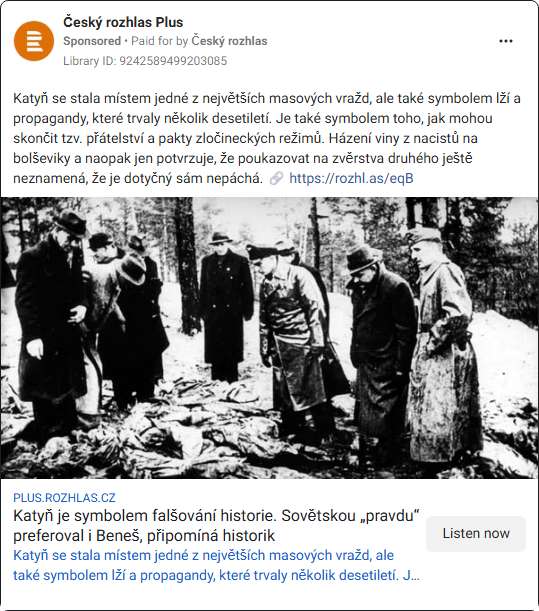 Český rozhlas Plus
Sponsored • Paid for by Český rozhlas
Library ID: 9242589499203085
Katyň se stala místem jedné z největších masových vražd, ale také symbolem lží a
propagandy, které trvaly několik desetiletí. Je také symbolem toho, jak mohou
skončit tzv. přátelství a pakty zločineckých režimů. Házení viny z nacistů na
bolševiky a naopak jen potvrzuje, že poukazovat na zvěrstva druhého ještě
neznamená, že je dotyčný sám nepáchá. 🔗 https://rozhl.as/eqB
PLUS.ROZHLAS.CZ
Katyň je symbolem falšování historie. Sovětskou „pravdu“
preferoval i Beneš, připomíná historik
Listen now
Katyň se stala místem jedné z největších masových vražd, ale
také symbolem lží a propagandy, které trvaly několik desetiletí. J...